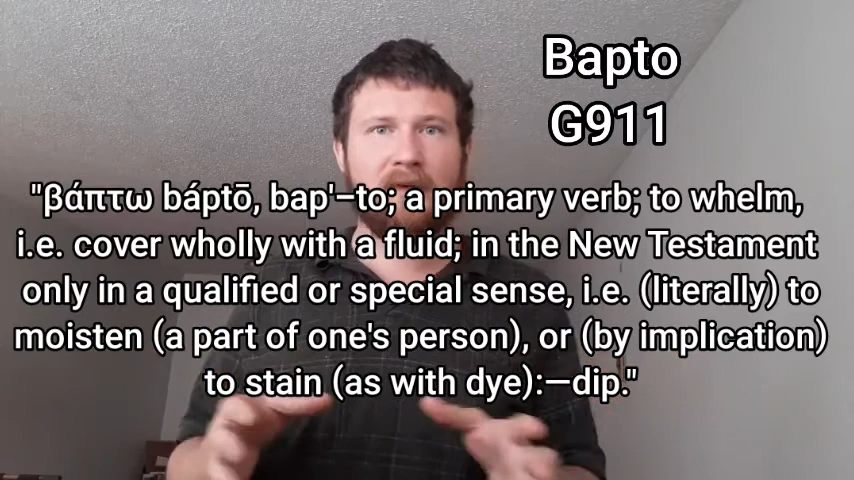 Bapto
G911
"βάπτω báptō, bap'–to; a primary verb; to whelm,
i.e. cover wholly with a fluid; in the New Testament
only in a qualified or special sense, i.e. (literally) to
moisten (a part of one's person), or (by implication)
to stain (as with dye):—dip."